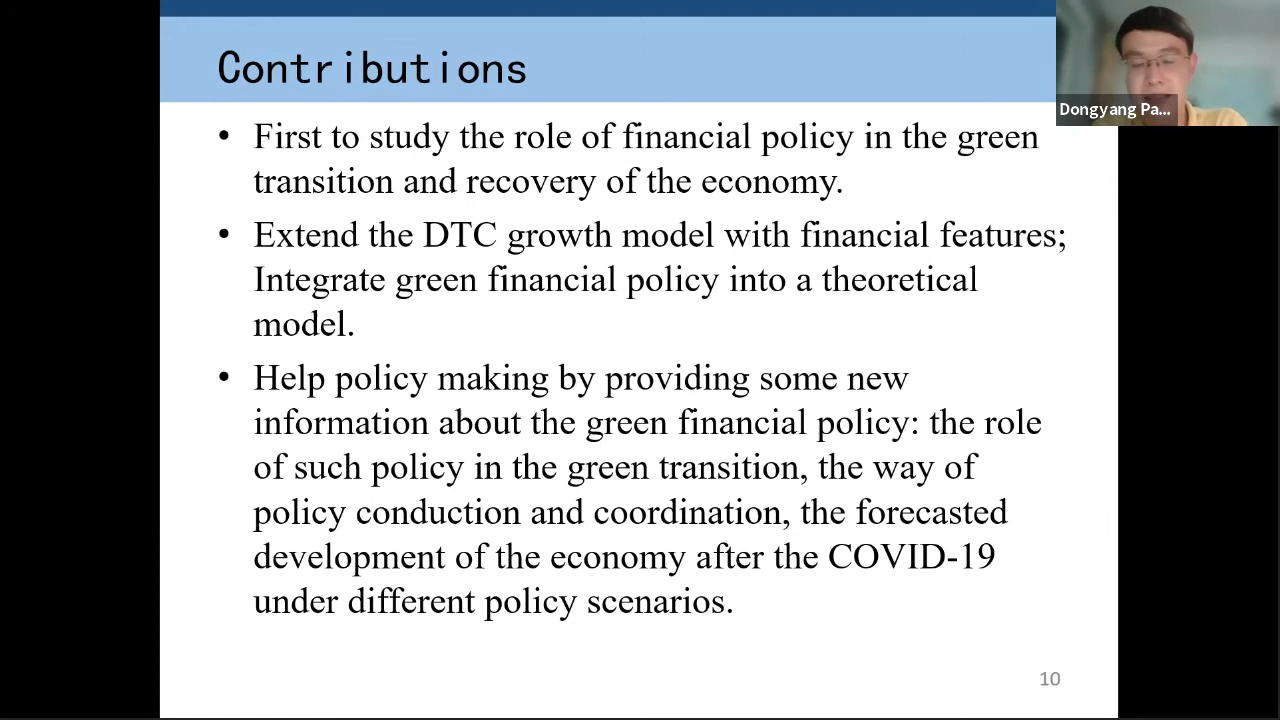 Contributions
Dongyang Pa...
• First to study the role of financial policy in the green
transition and recovery of the economy.
• Extend the DTC growth model with financial features;
Integrate green financial policy into a theoretical
model.
• Help policy making by providing some new
information about the green financial policy: the role
of such policy in the green transition, the way of
policy conduction and coordination, the forecasted
development of the economy after the COVID-19
under different policy scenarios.
10